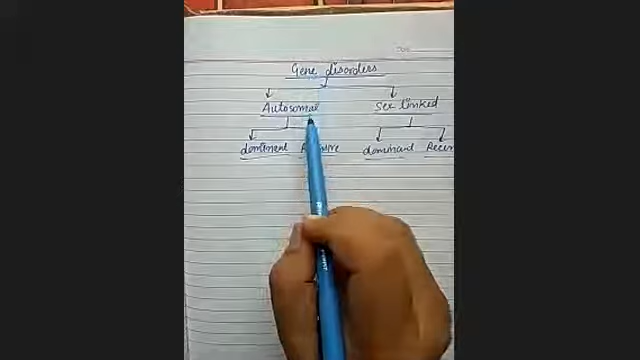 Gene disorders
Autosomal Sex linked
dominant dominant